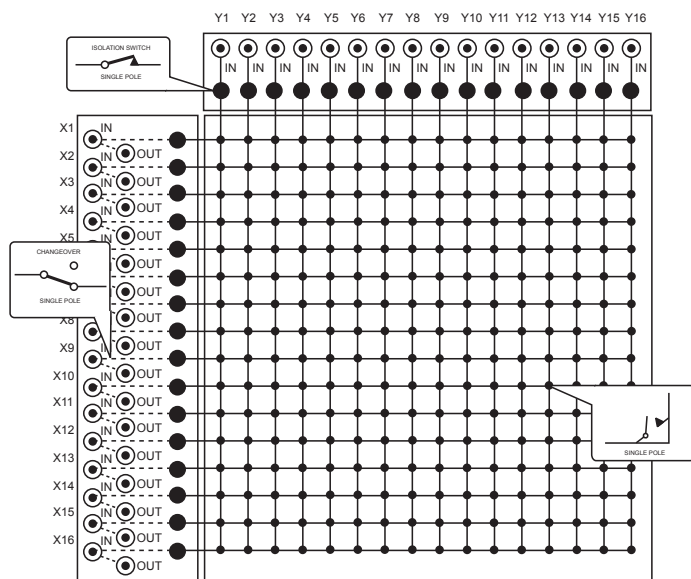 Y1 Y2 Y3 Y4 Y5 Y6 Y7 Y8 Y9 Y10 Y11 Y12 Y13 Y14 Y15 Y16
IN IN IN IN IN IN IN IN IN IN IN IN IN IN IN IN
ISOLATION SWITCH
SINGLE POLE
X1 IN
OUT
X2 IN
OUT
X3 IN
OUT
X4 IN
OUT
X5 IN
OUT
CHANGEOVER
SINGLE POLE
OUT
OUT
X8
OUT
X9
OUT
X10 IN
OUT
X11 IN
OUT
X12 IN
OUT
X13 IN
OUT
X14 IN
OUT
X15 IN
OUT
X16 IN
OUT
SINGLE POLE